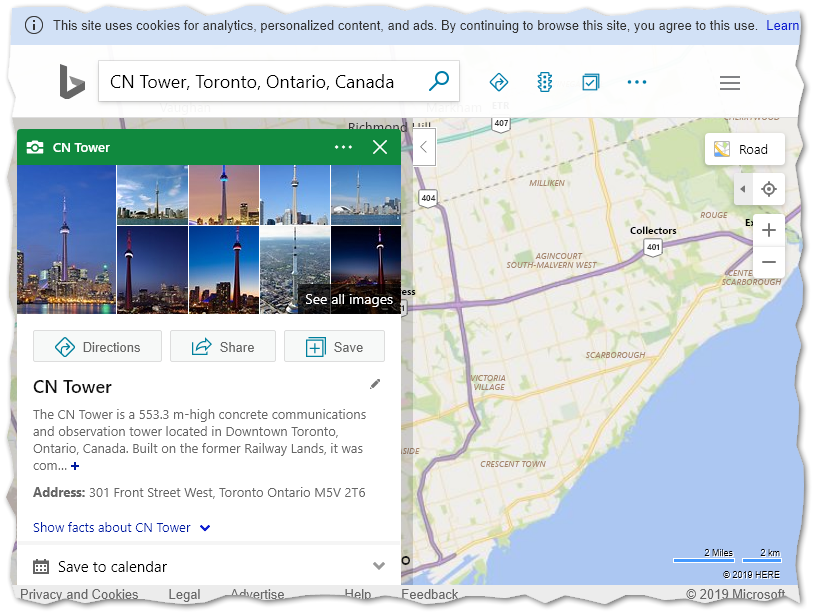 This site uses cookies for analytics, personalized content, and ads. By continuing to browse this site, you agree to this use. Learn
CN Tower, Toronto, Ontario, Canada
Vaughan
Markham
ETR
407
Richmond Hill
CN Tower
Road
404
MILLIKEN
ROUGE
Collectors
401
AGINCOURT
SOUTH-MALVERN WEST
SCARBOROUGH
See all images
Directions
Share
Save
SCARBOROUGH
CN Tower
VICTORIA
VILLAGE
The CN Tower is a 553.3 m-high concrete communications
and observation tower located in Downtown Toronto,
Ontario, Canada. Built on the former Railway Lands, it was
com... +
CRESCENT TOWN
Address: 301 Front Street West, Toronto Ontario M5V 2T6
Show facts about CN Tower
Save to calendar
2 Miles
2 km
© 2019 HERE
Privacy and Cookies
Legal
Advertise
Help
Feedback
© 2019 Microsoft